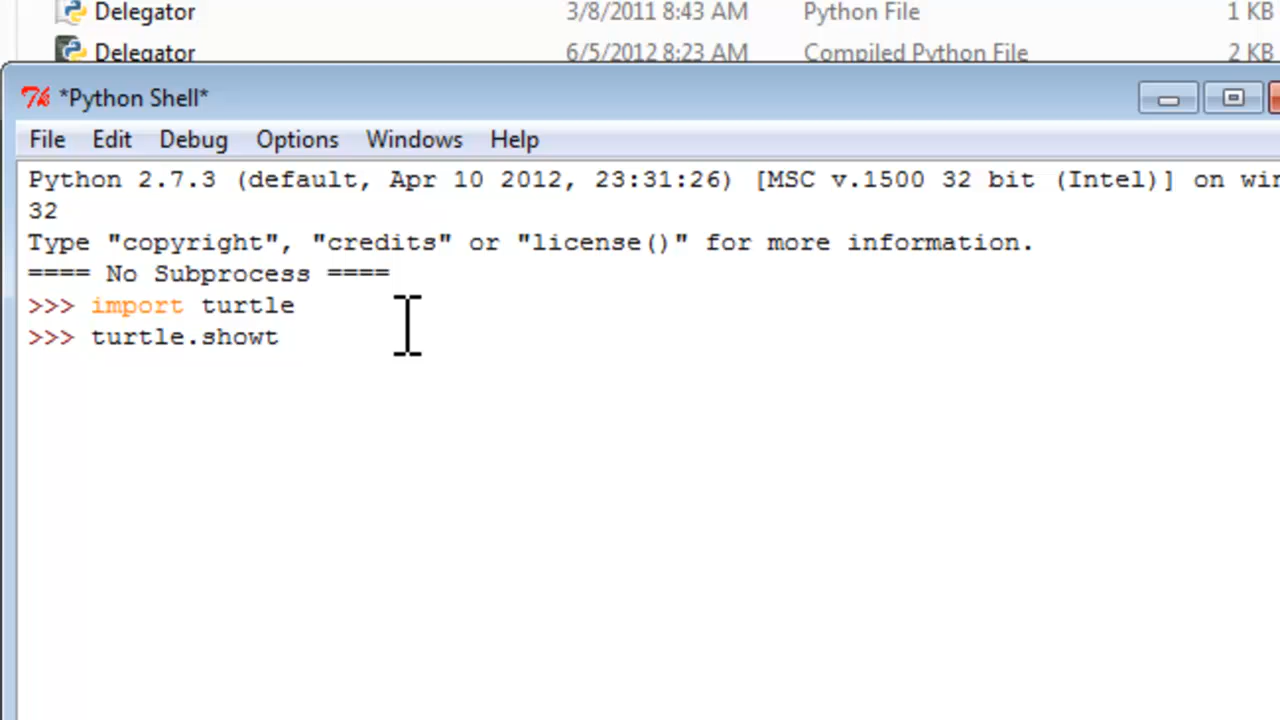 Delegator 3/8/2011 8:43 AM Python File 1 KB
Delegator 6/5/2012 8:23 AM Compiled Python File 2 KB
*Python Shell*
File Edit Debug Options Windows Help
Python 2.7.3 (default, Apr 10 2012, 23:31:26) [MSC v.1500 32 bit (Intel)] on win
32
Type "copyright", "credits" or "license()" for more information.
==== No Subprocess ====
>>> import turtle
>>> turtle.showt